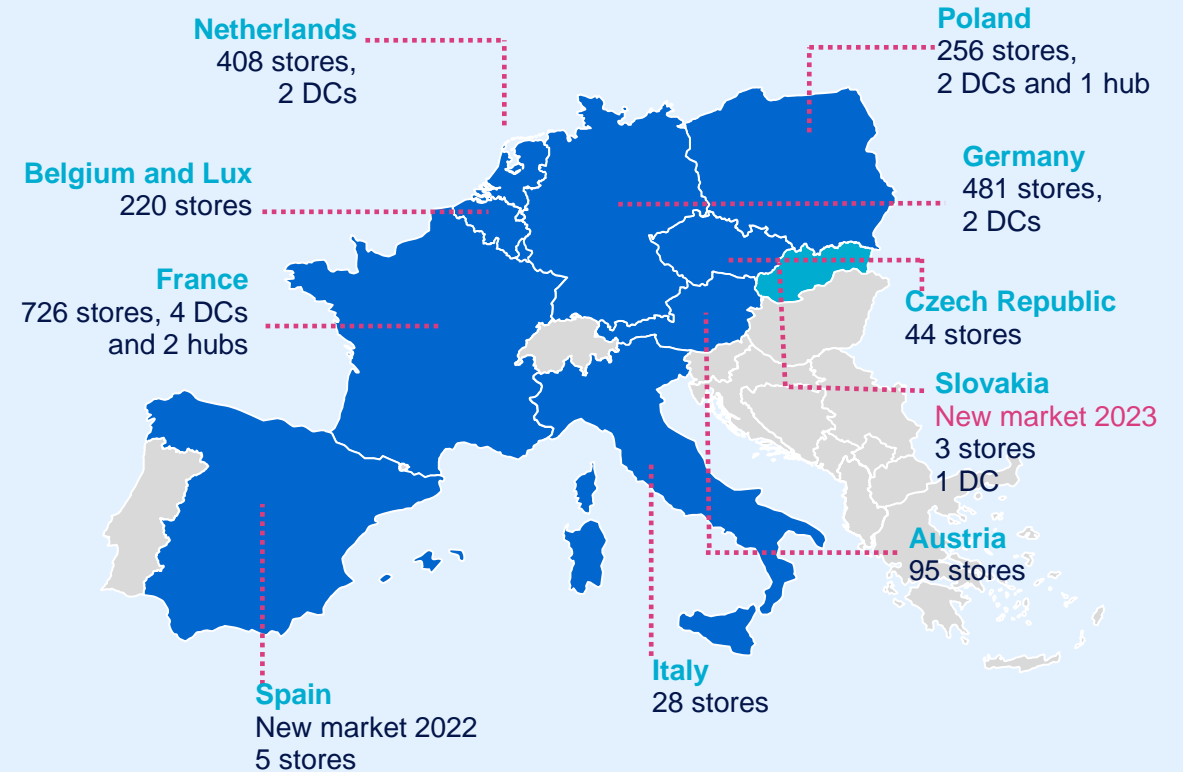 Netherlands
408 stores,
2 DCs
Poland
256 stores,
2 DCs and 1 hub
Belgium and Lux
220 stores
Germany
481 stores,
2 DCs
France
726 stores, 4 DCs
and 2 hubs
Czech Republic
44 stores
Slovakia
New market 2023
3 stores
1 DC
Austria
95 stores
Italy
28 stores
Spain
New market 2022
5 stores